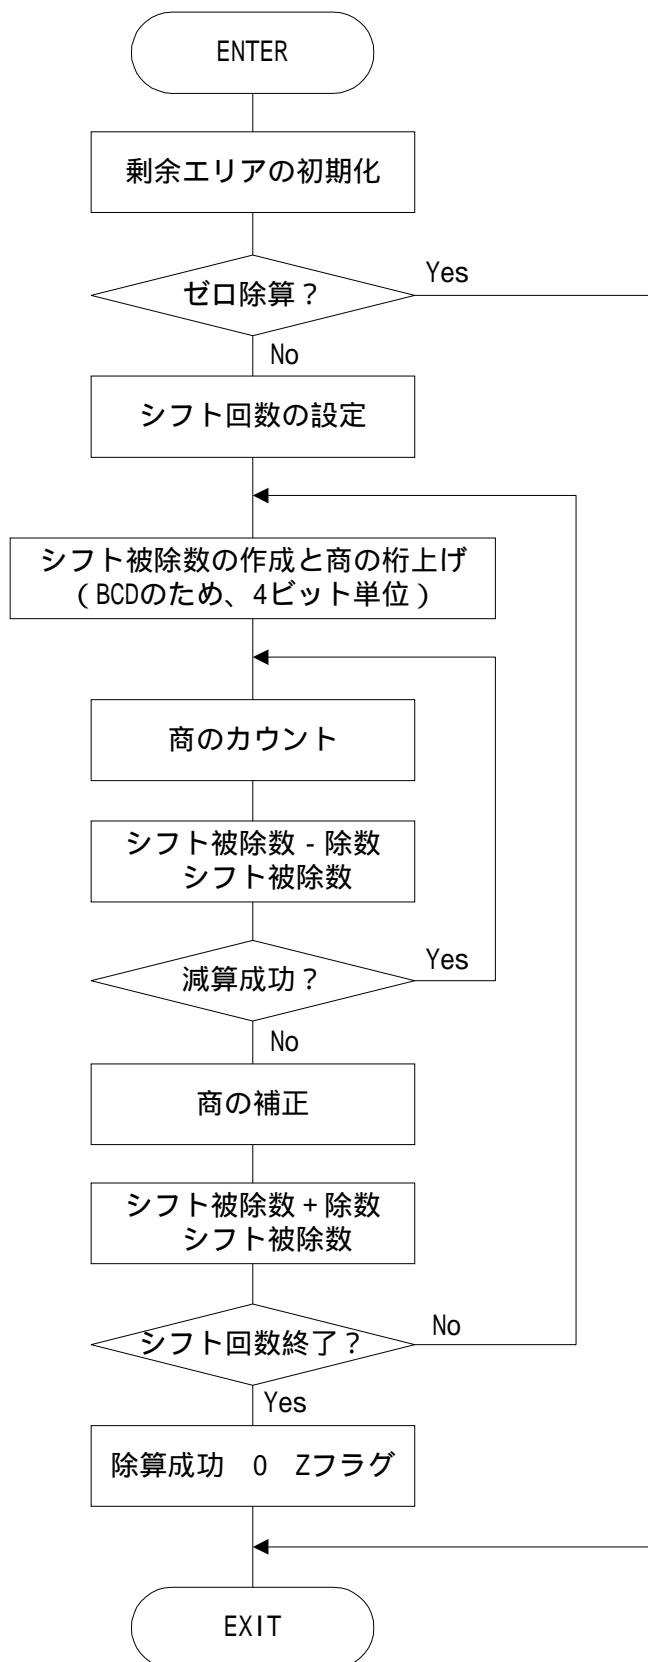 ENTER
剰余エリアの初期化
ゼロ除算?
Yes
No
シフト回数の設定
シフト被除数の作成と商の桁上げ
(BCDのため、4ビット単位)
商のカウント
シフト被除数 - 除数
シフト被除数
減算成功?
Yes
No
商の補正
シフト被除数 + 除数
シフト被除数
シフト回数終了?
No
Yes
除算成功 0 Zフラグ
EXIT